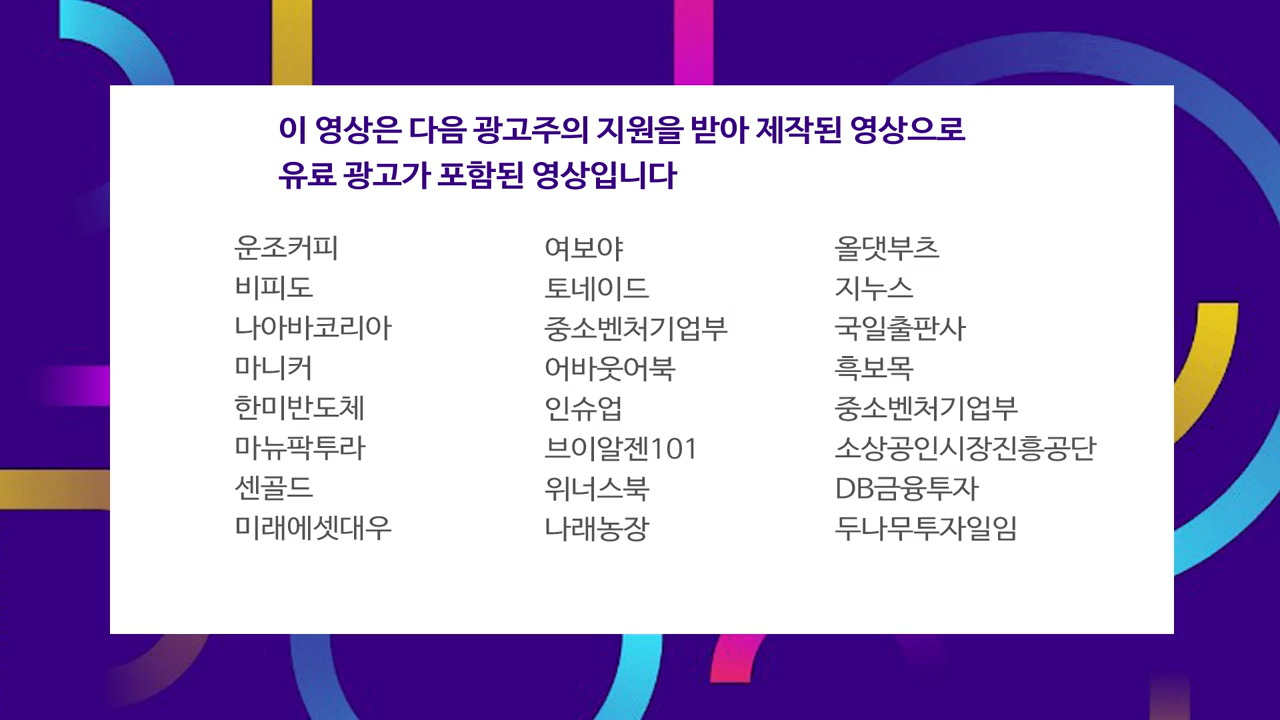 이 영상은 다음 광고주의 지원을 받아 제작된 영상으로
유료 광고가 포함된 영상입니다
운조커피
비피도
나아바코리아
마니커
한미반도체
마뉴팍투라
센골드
미래에셋대우
여보야
토네이드
중소벤처기업부
어바웃어북
인슈업
브이알젠101
위너스북
나래농장
올댓부츠
지누스
국일출판사
흑보목
중소벤처기업부
소상공인시장진흥공단
DB금융투자
두나무투자일임